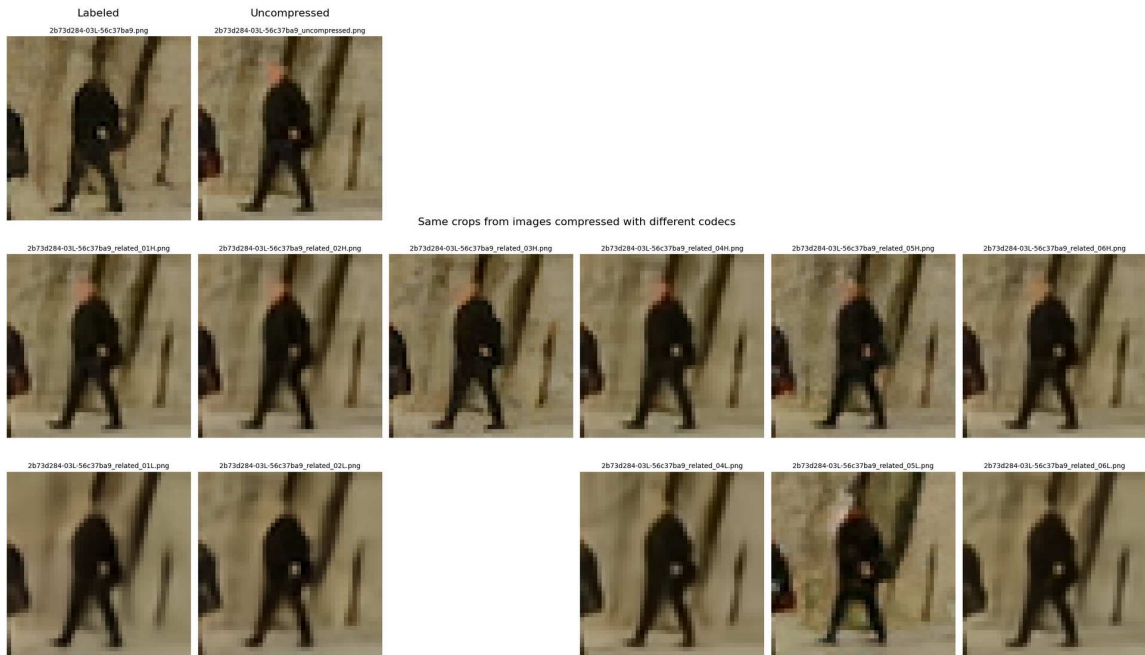 Labeled
Uncompressed
2b73d284-03L-56c37ba9.png
2b73d284-03L-56c37ba9_uncompressed.png
Same crops from images compressed with different codecs
2b73d284-03L-56c37ba9_related_01H.png
2b73d284-03L-56c37ba9_related_02H.png
2b73d284-03L-56c37ba9_related_03H.png
2b73d284-03L-56c37ba9_related_04H.png
2b73d284-03L-56c37ba9_related_05H.png
2b73d284-03L-56c37ba9_related_06H.png
2b73d284-03L-56c37ba9_related_01L.png
2b73d284-03L-56c37ba9_related_02L.png
2b73d284-03L-56c37ba9_related_04L.png
2b73d284-03L-56c37ba9_related_05L.png
2b73d284-03L-56c37ba9_related_06L.png